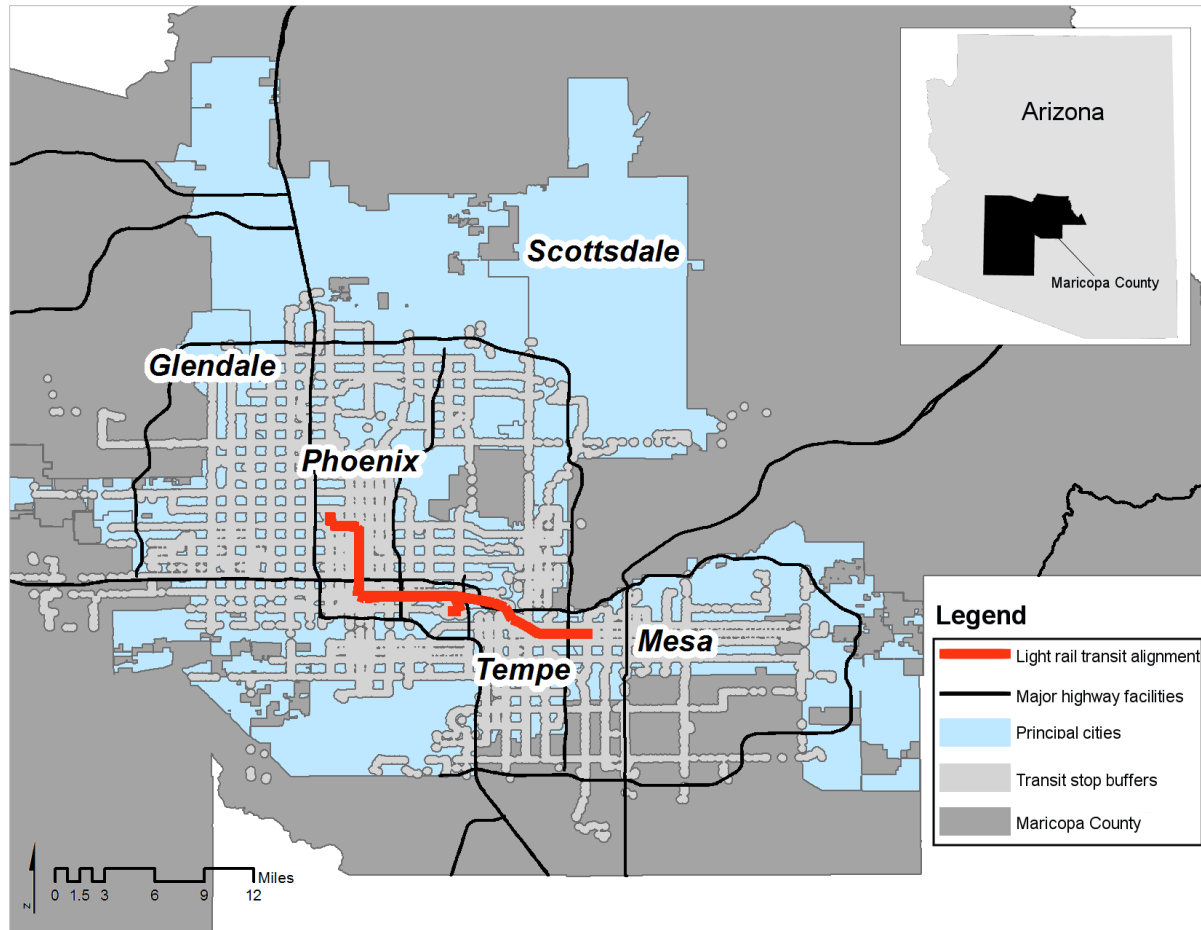 Arizona
Maricopa County
Scottsdale
Glendale
Phoenix
Mesa
Tempe
Legend
Light rail transit alignment
Major highway facilities
Principal cities
Transit stop buffers
Maricopa County
N
Miles
0 1.5 3 6 9 12